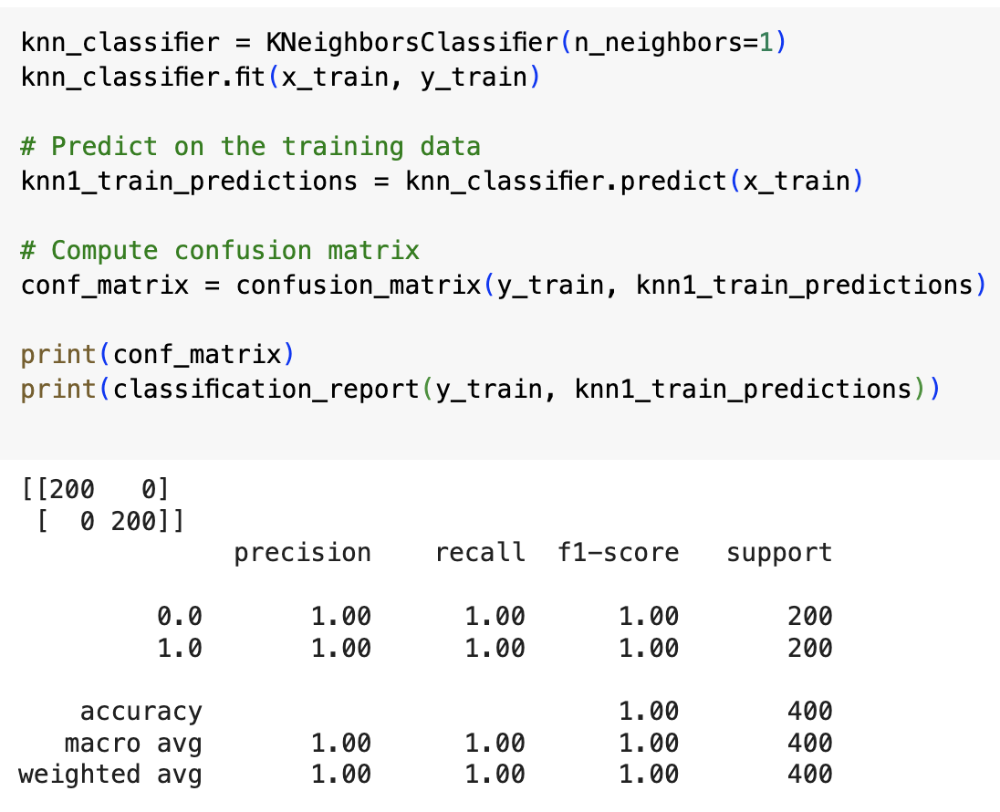 knn_classifier = KNeighborsClassifier(n_neighbors=1)
knn_classifier.fit(x_train, y_train)
# Predict on the training data
knn1_train_predictions = knn_classifier.predict(x_train)
# Compute confusion matrix
conf_matrix = confusion_matrix(y_train, knn1_train_predictions)
print(conf_matrix)
print(classification_report(y_train, knn1_train_predictions))
[[200   0]
 [  0 200]]
              precision    recall  f1-score   support
         0.0       1.00      1.00      1.00       200
         1.0       1.00      1.00      1.00       200
    accuracy                           1.00       400
   macro avg       1.00      1.00      1.00       400
weighted avg       1.00      1.00      1.00       400